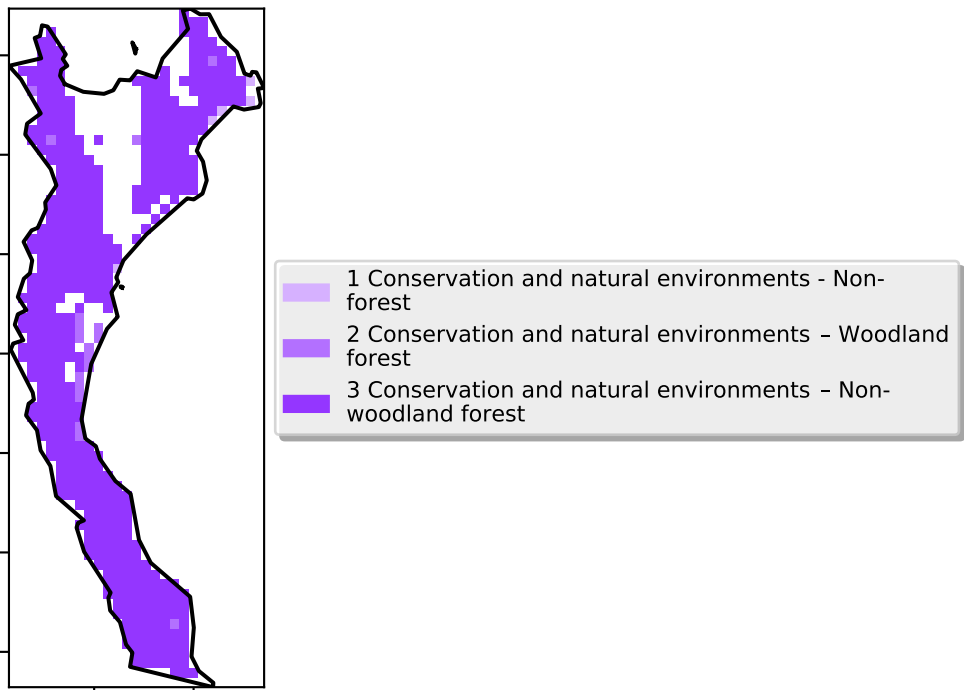 1 Conservation and natural environments - Non-
forest
2 Conservation and natural environments – Woodland
forest
3 Conservation and natural environments – Non-
woodland forest